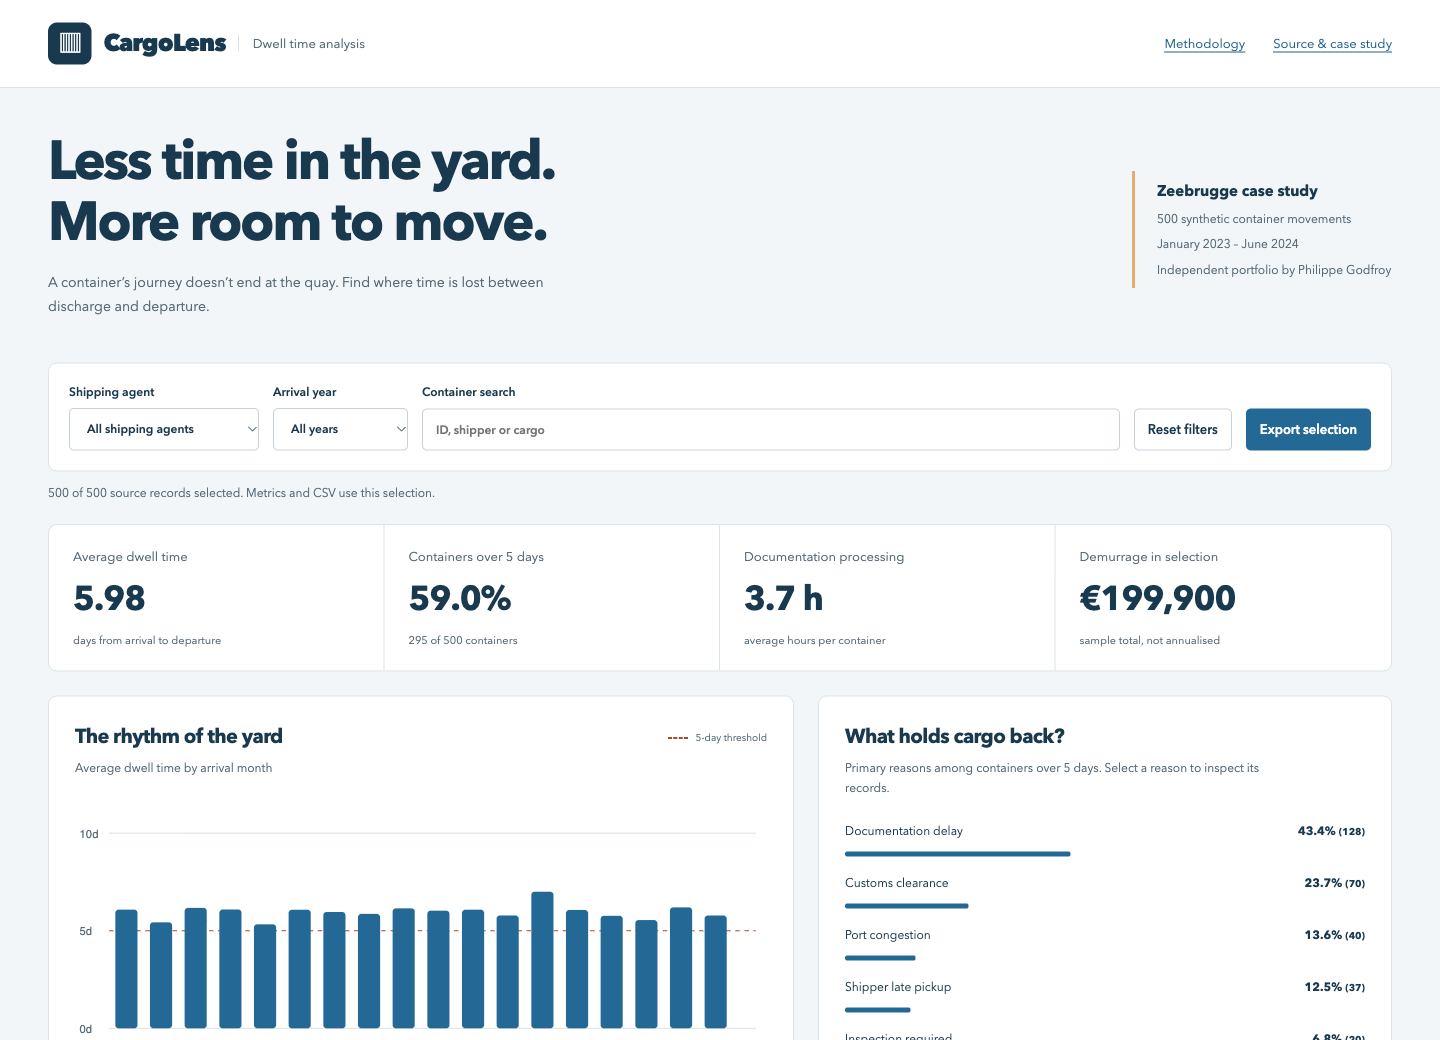 CargoLens
Dwell time analysis
Methodology
Source & case study
Less time in the yard.
More room to move.
A container’s journey doesn’t end at the quay. Find where time is lost between
discharge and departure.
Zeebrugge case study
500 synthetic container movements
January 2023 – June 2024
Independent portfolio by Philippe Godfroy
Shipping agent
Arrival year
Container search
All shipping agents
All years
ID, shipper or cargo
Reset filters
Export selection
500 of 500 source records selected. Metrics and CSV use this selection.
Average dwell time
5.98
days from arrival to departure
Containers over 5 days
59.0%
295 of 500 containers
Documentation processing
3.7 h
average hours per container
Demurrage in selection
€199,900
sample total, not annualised
The rhythm of the yard
5-day threshold
Average dwell time by arrival month
10d
5d
0d
What holds cargo back?
Primary reasons among containers over 5 days. Select a reason to inspect its
records.
Documentation delay 43.4% (128)
Customs clearance 23.7% (70)
Port congestion 13.6% (40)
Shipper late pickup 12.5% (37)
Inspection required 6.8% (20)